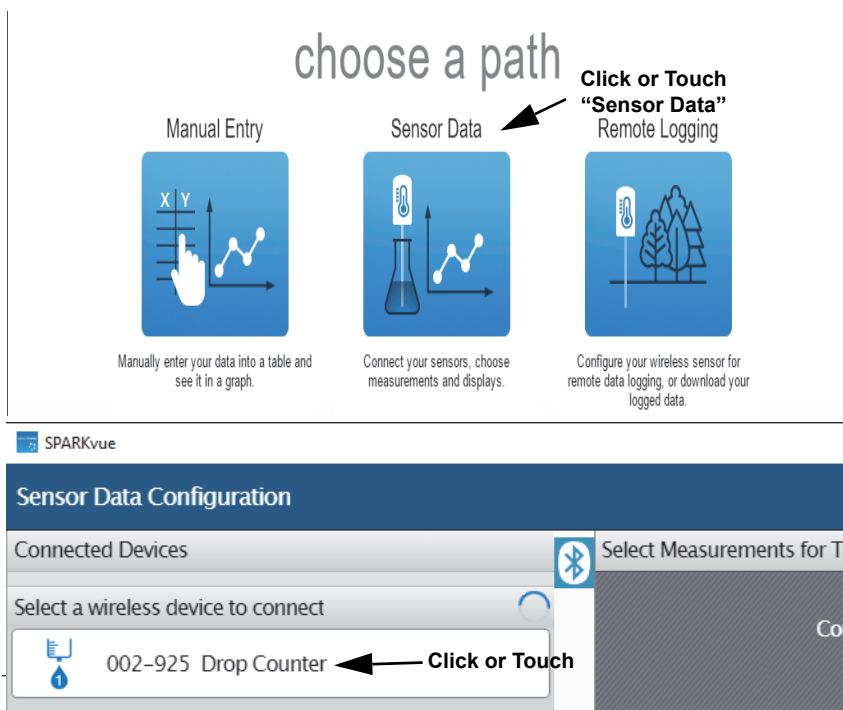 choose a path
Click or Touch
“Sensor Data”
Manual Entry
Sensor Data
Remote Logging
X Y
Manually enter your data into a table and
see it in a graph.
Connect your sensors, choose
measurements and displays.
Configure your wireless sensor for
remote data logging, or download your
logged data.
SPARKvue
Sensor Data Configuration
Connected Devices
Select Measurements for T
Select a wireless device to connect
Co
1
002-925 Drop Counter
Click or Touch